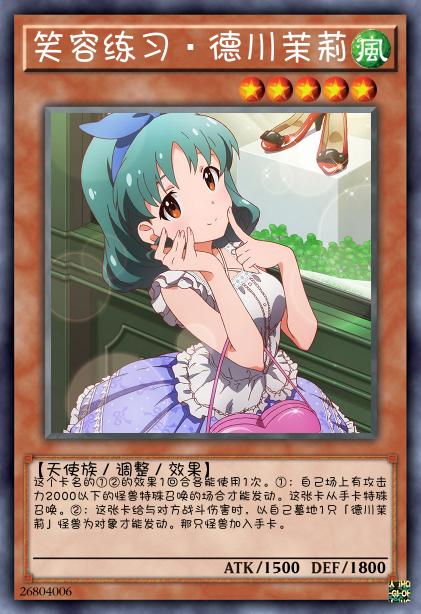 笑容练习·德川茉莉
風
【天使族／调整／效果】
这个卡名的①②的效果1回合各能使用1次。①：自己场上有攻击
力2000以下的怪兽特殊召唤的场合才能发动。这张卡从手卡特殊
召唤。②：这张卡给与对方战斗伤害时，以自己墓地1只「德川茉
莉」怪兽为对象才能发动。那只怪兽加入手卡。
ATK/1500 DEF/1800
26804006